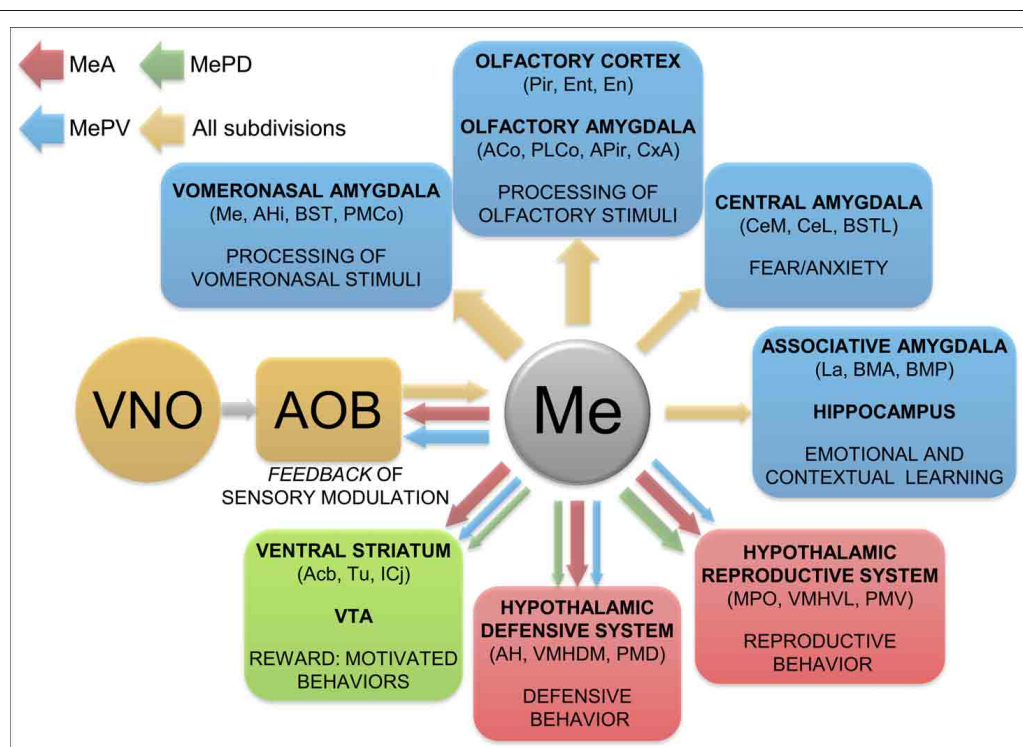 MeA
MePD
MePV
All subdivisions
OLFACTORY CORTEX
(Pir, Ent, En)
OLFACTORY AMYGDALA
(ACo, PLCo, APir, CxA)
PROCESSING OF
OLFACTORY STIMULI
VOMERONASAL AMYGDALA
(Me, AHi, BST, PMCo)
PROCESSING OF
VOMERONASAL STIMULI
CENTRAL AMYGDALA
(CeM, CeL, BSTL)
FEAR/ANXIETY
VNO
AOB
Me
FEEDBACK OF
SENSORY MODULATION
ASSOCIATIVE AMYGDALA
(La, BMA, BMP)
HIPPOCAMPUS
EMOTIONAL AND
CONTEXTUAL LEARNING
VENTRAL STRIATUM
(Acb, Tu, ICj)
VTA
REWARD: MOTIVATED
BEHAVIORS
HYPOTHALAMIC
DEFENSIVE SYSTEM
(AH, VMHDM, PMD)
DEFENSIVE
BEHAVIOR
HYPOTHALAMIC
REPRODUCTIVE SYSTEM
(MPO, VMHVL, PMV)
REPRODUCTIVE
BEHAVIOR